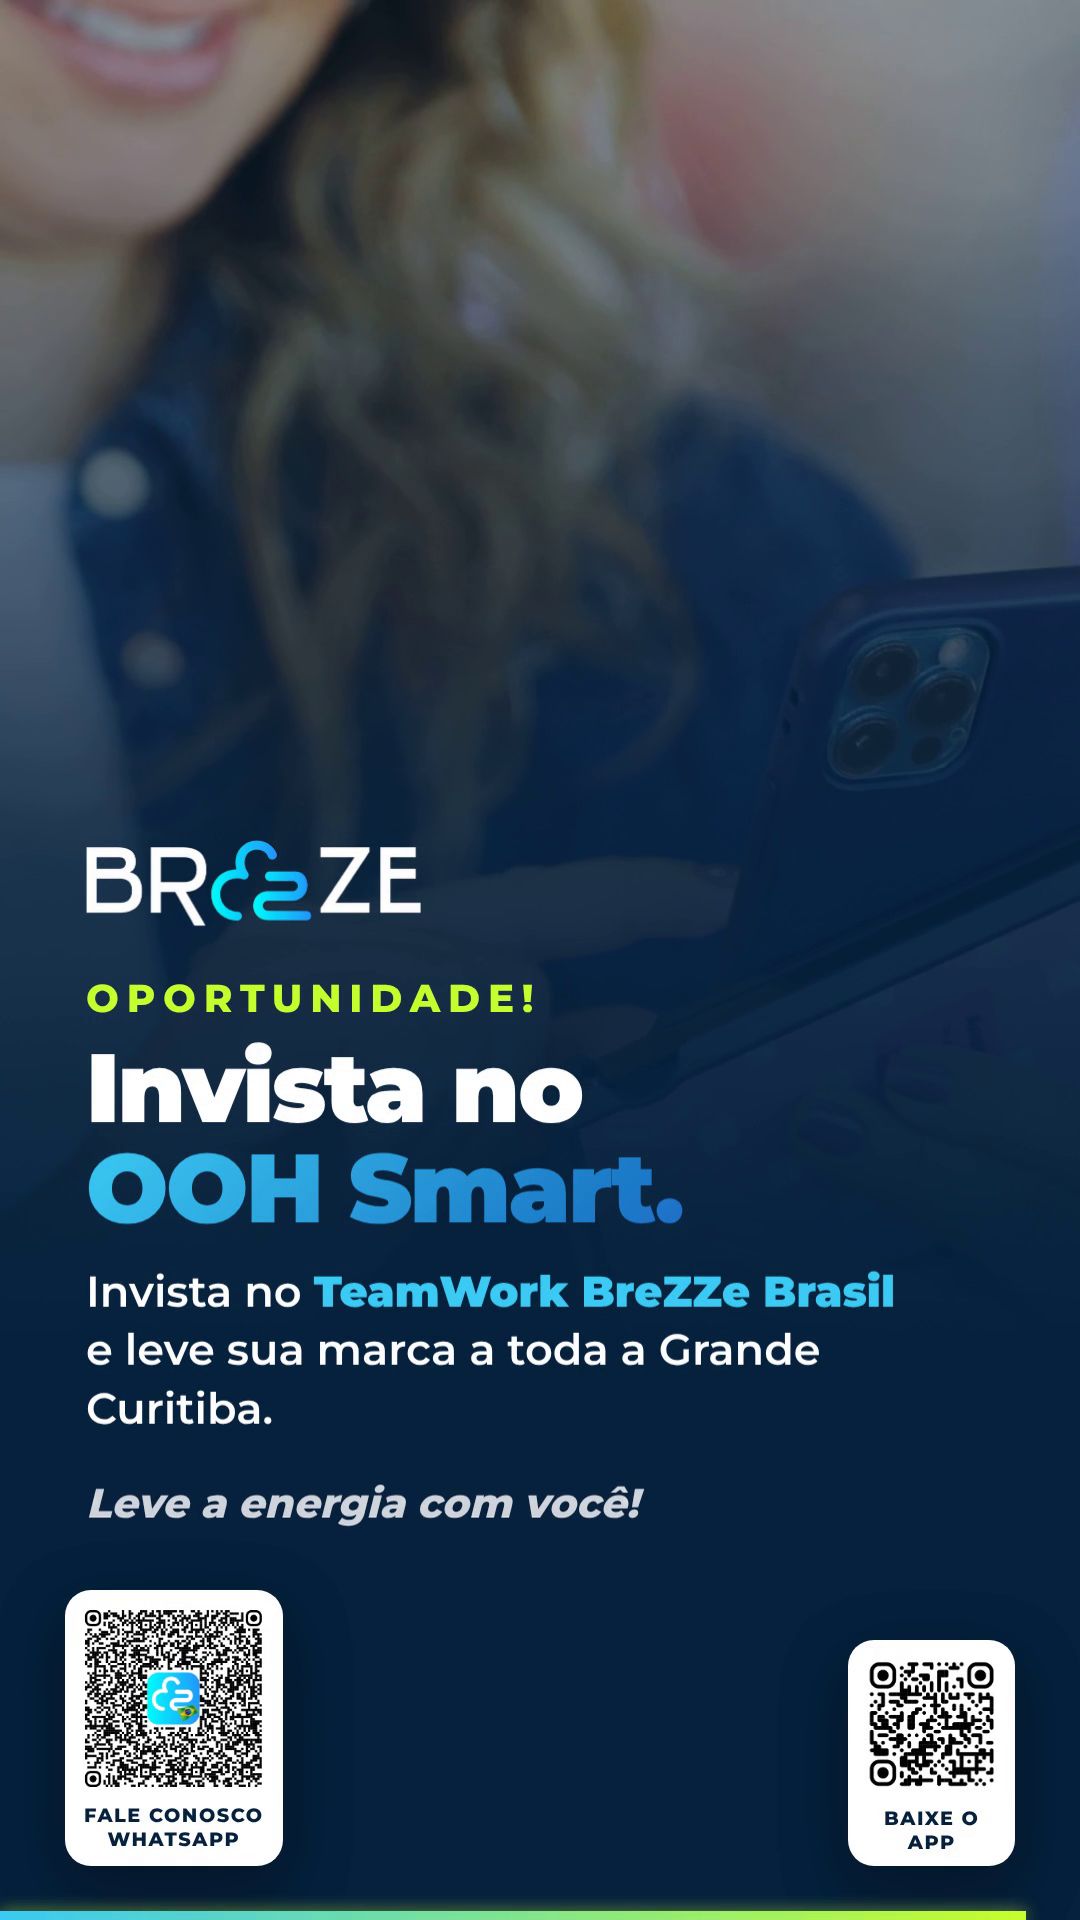 BREZE
OPORTUNIDADE!
Invista no
OOH Smart.
Invista no TeamWork BreZZe Brasil
e leve sua marca a toda a Grande
Curitiba.
Leve a energia com você!
FALE CONOSCO
WHATSAPP
BAIXE O
APP